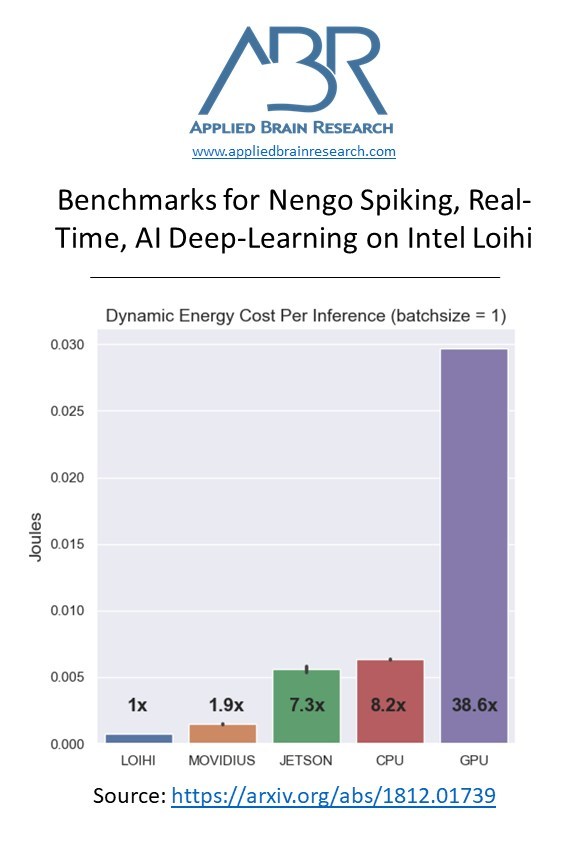 ABR
APPLIED BRAIN RESEARCH
www.appliedbrainresearch.com
Benchmarks for Nengo Spiking, Real-
Time, AI Deep-Learning on Intel Loihi
Dynamic Energy Cost Per Inference (batchsize = 1)
0.030
0.025
0.020
0.015
0.010
0.005
0.000
Joules
1x 1.9x 7.3x 8.2x 38.6x
LOIHI MOVIDIUS JETSON CPU GPU
Source: https://arxiv.org/abs/1812.01739